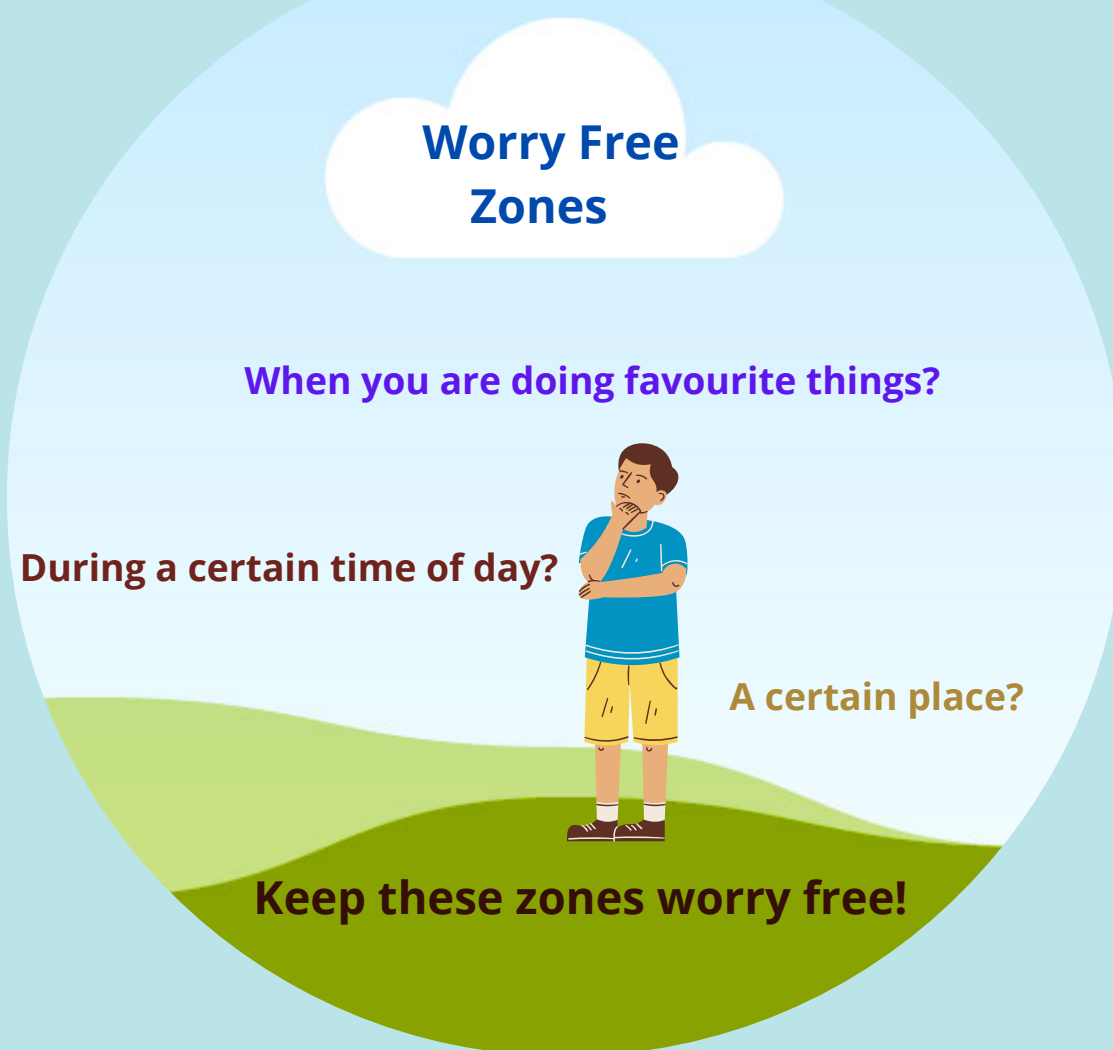 Worry Free
Zones
When you are doing favourite things?
During a certain time of day?
A certain place?
Keep these zones worry free!